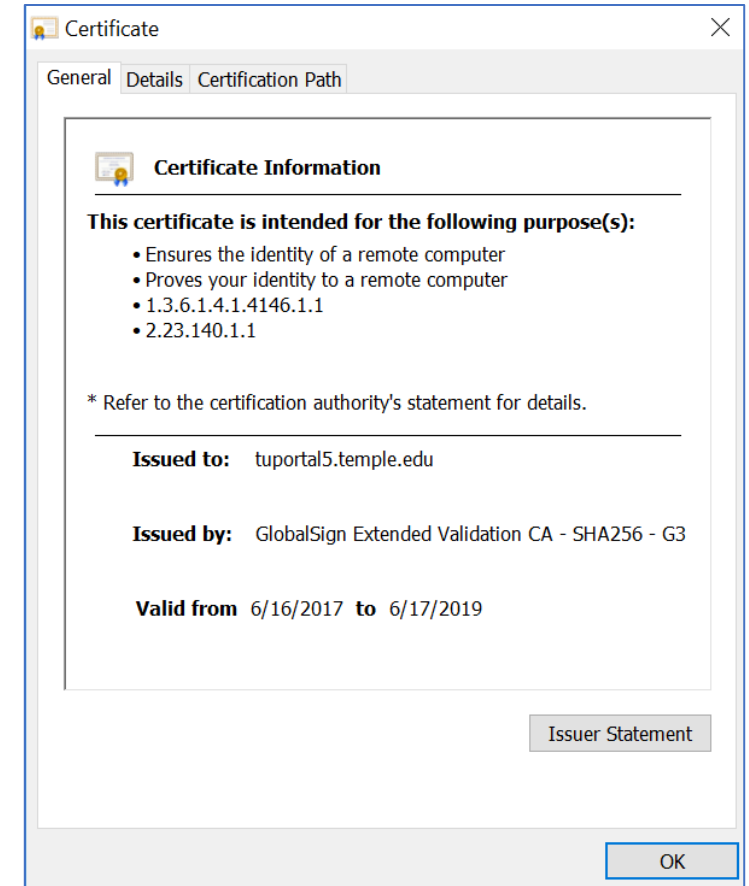 Certificate
General Details Certification Path
Certificate Information
This certificate is intended for the following purpose(s):
• Ensures the identity of a remote computer
• Proves your identity to a remote computer
• 1.3.6.1.4.1.4146.1.1
• 2.23.140.1.1
* Refer to the certification authority's statement for details.
Issued to: tuportal5.temple.edu
Issued by: GlobalSign Extended Validation CA - SHA256 - G3
Valid from 6/16/2017 to 6/17/2019
Issuer Statement
OK